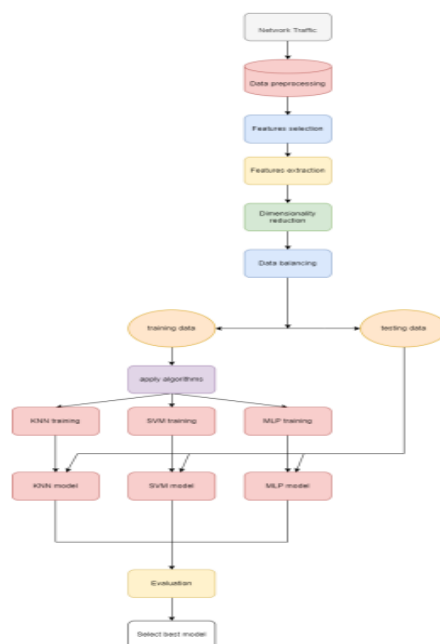 Network Traffic
Data preprocessing
Features selection
Features extraction
Dimensionality
reduction
Data balancing
training data
testing data
apply algorithms
KNN training
SVM training
MLP training
KNN model
SVM model
MLP model
Evaluation
Select best model